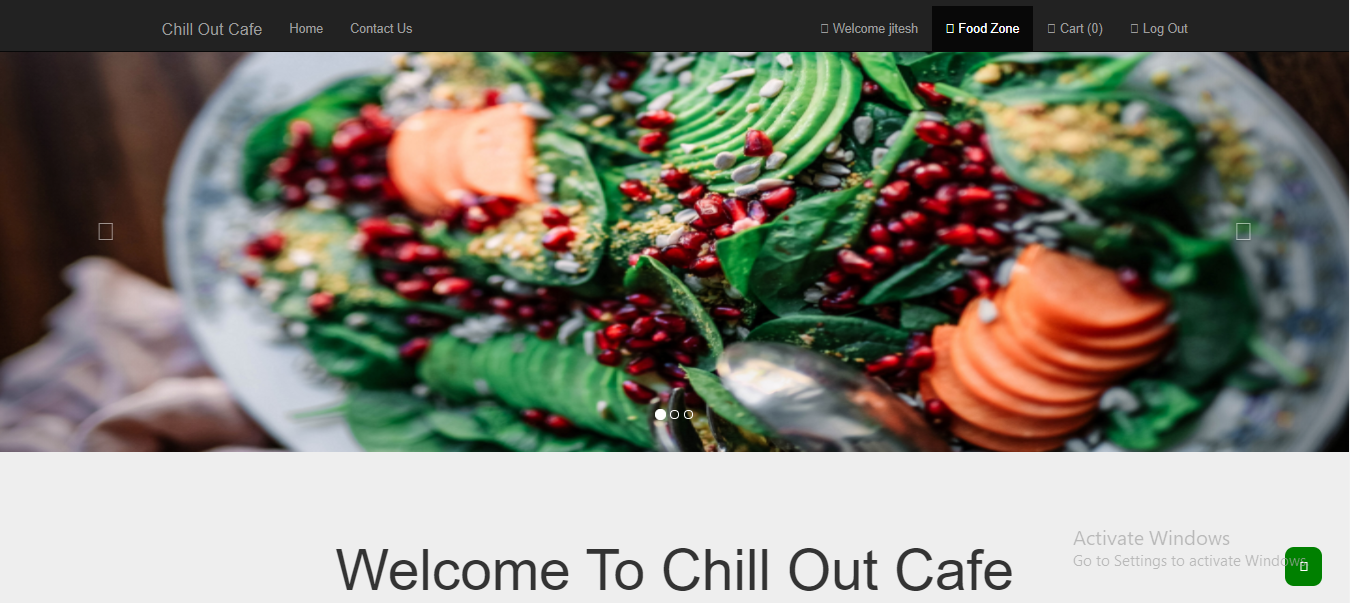 Chill Out Cafe Home Contact Us Welcome jitesh Food Zone Cart (0) Log Out
Welcome To Chill Out Cafe
Activate Windows
Go to Settings to activate Windows.